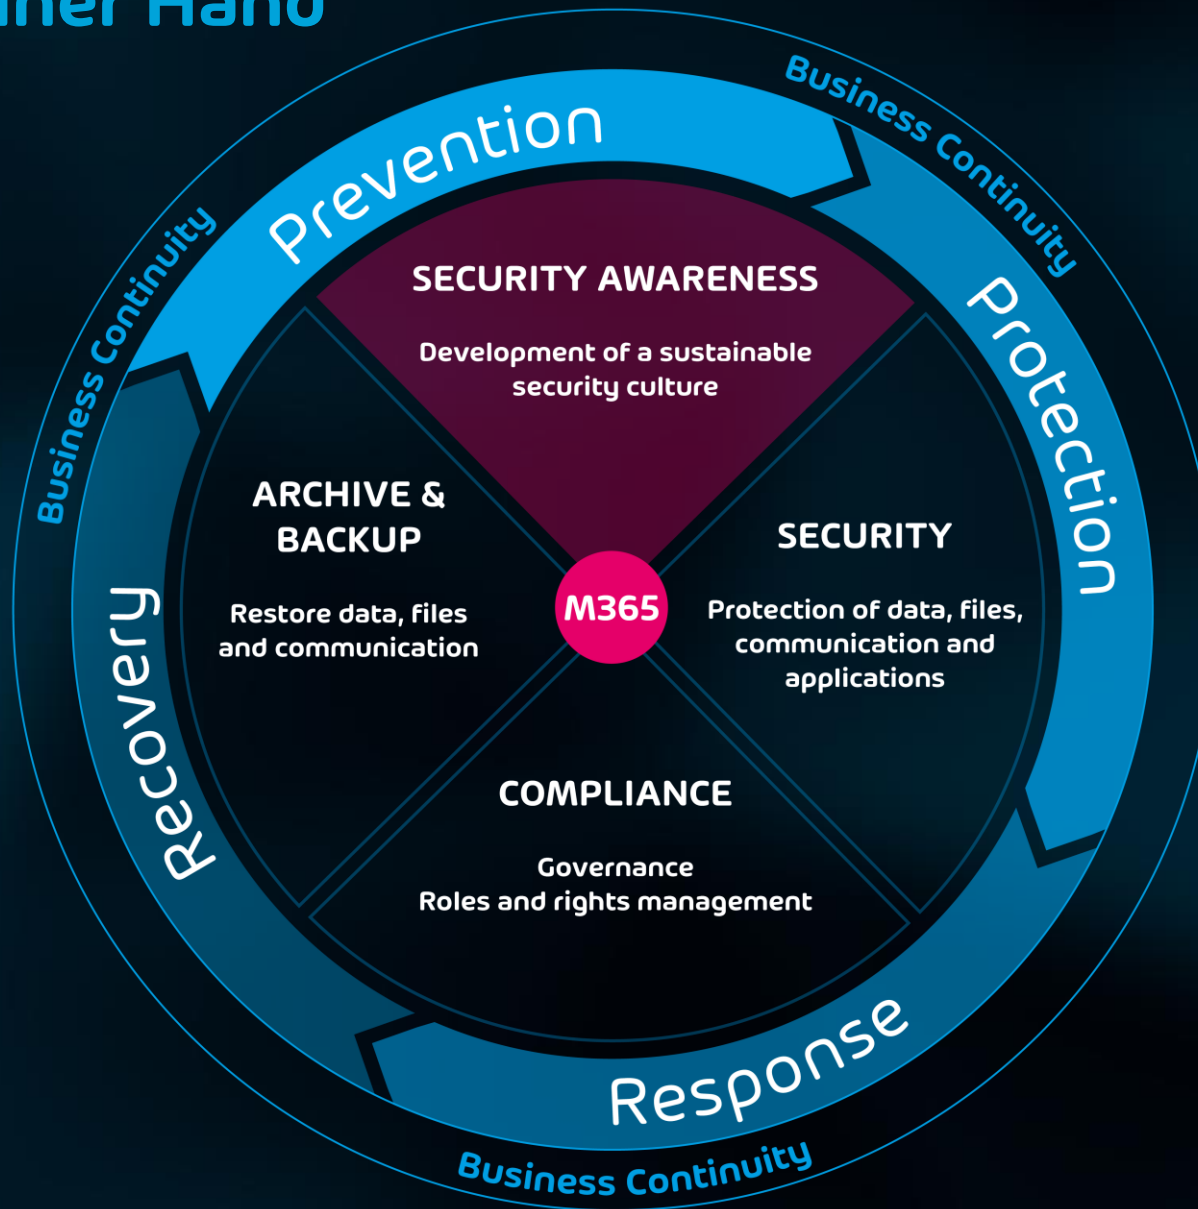 einer Hand
Business Continuity
Business Continuity
Prevention
Protection
SECURITY AWARENESS
Development of a sustainable
security culture
ARCHIVE &
BACKUP
Restore data, files
and communication
M365
SECURITY
Protection of data, files,
communication and
applications
COMPLIANCE
Governance
Roles and rights management
Recovery
Response
Business Continuity